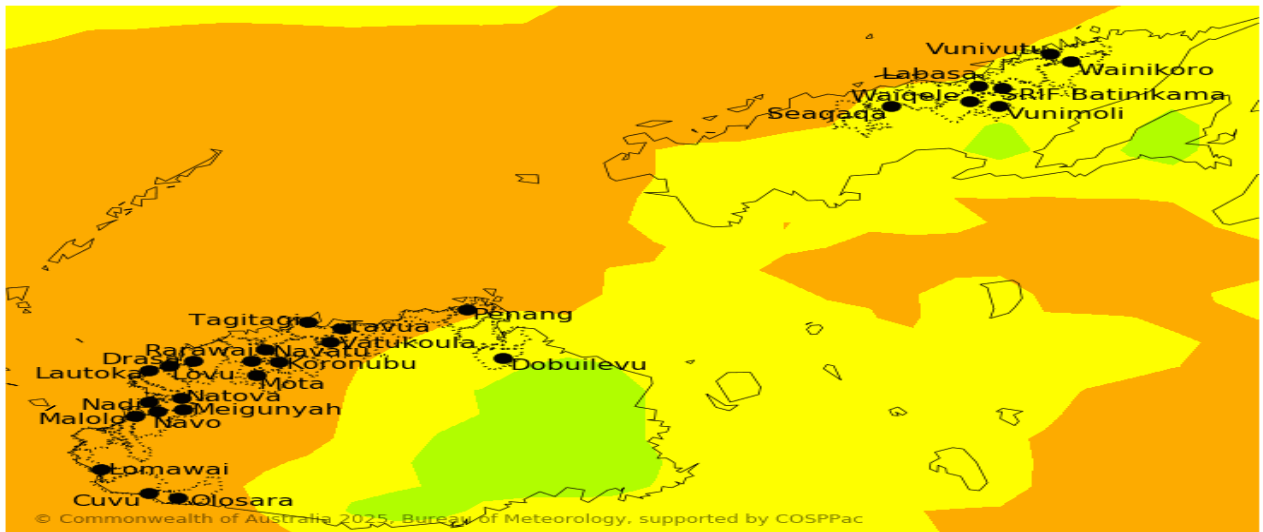 Vunivutu
Wainikoro
Labasa
SRIF Batinikama
Waiqele
Seaqaqa
Vunimoli
Penang
Tagitagi
Tavua
Vatukoula
Rarawai
Navatu
Drasa
Koronubu
Dobuilevu
Lautoka
Lovu
Mota
Natova
Nadi
Meigunyah
Malolo
Navo
Lomawai
Cuvu
Olosara
© Commonwealth of Australia 2025, Bureau of Meteorology, supported by COSPPac